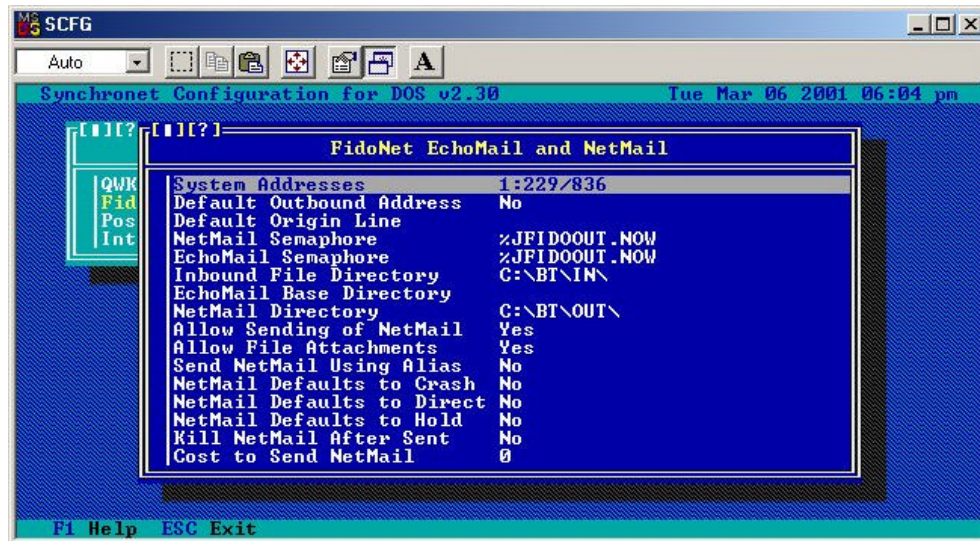 SCFG
Auto
A
Synchronet Configuration for DOS v2.30 Tue Mar 06 2001 06:04 pm
[?
[?]
FidoNet EchoMail and NetMail
QWK
Fid
Pos
Int
System Addresses 1:229/836
Default Outbound Address No
Default Origin Line
NetMail Semaphore %JFIDOOUT.NOW
EchoMail Semaphore %JFIDOOUT.NOW
Inbound File Directory C:\BT\IN\
EchoMail Base Directory
NetMail Directory C:\BT\OUT\
Allow Sending of NetMail Yes
Allow File Attachments Yes
Send NetMail Using Alias No
NetMail Defaults to Crash No
NetMail Defaults to Direct No
NetMail Defaults to Hold No
Kill NetMail After Sent No
Cost to Send NetMail 0
F1 Help ESC Exit